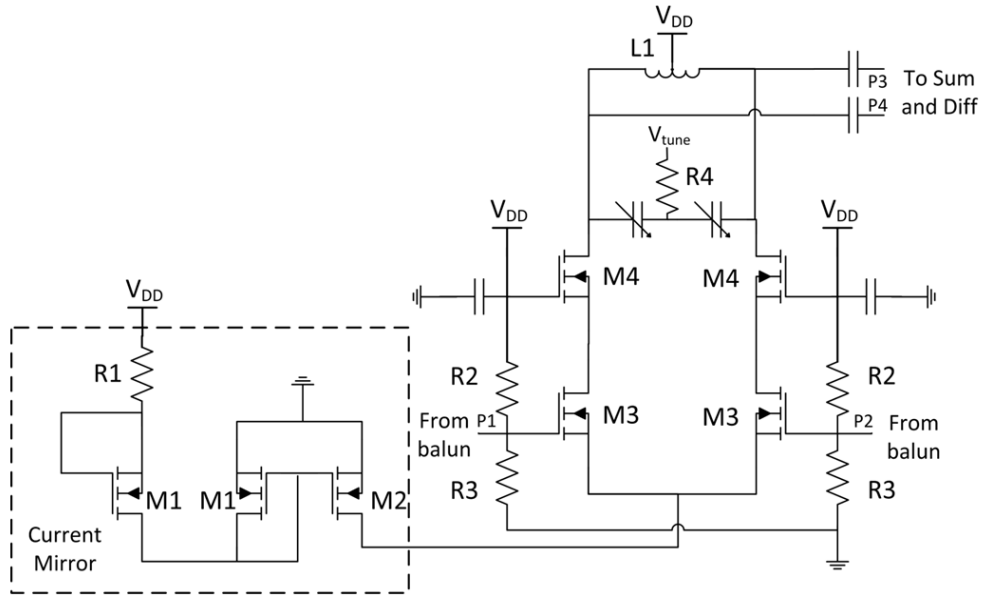 V_DD
L1
P3
To Sum
P4
and Diff
V_tune
R4
V_DD
V_DD
M4
M4
V_DD
R1
R2
R2
From
P1
balun
M3
M3
P2
From
balun
R3
R3
M1
M1
M2
Current
Mirror